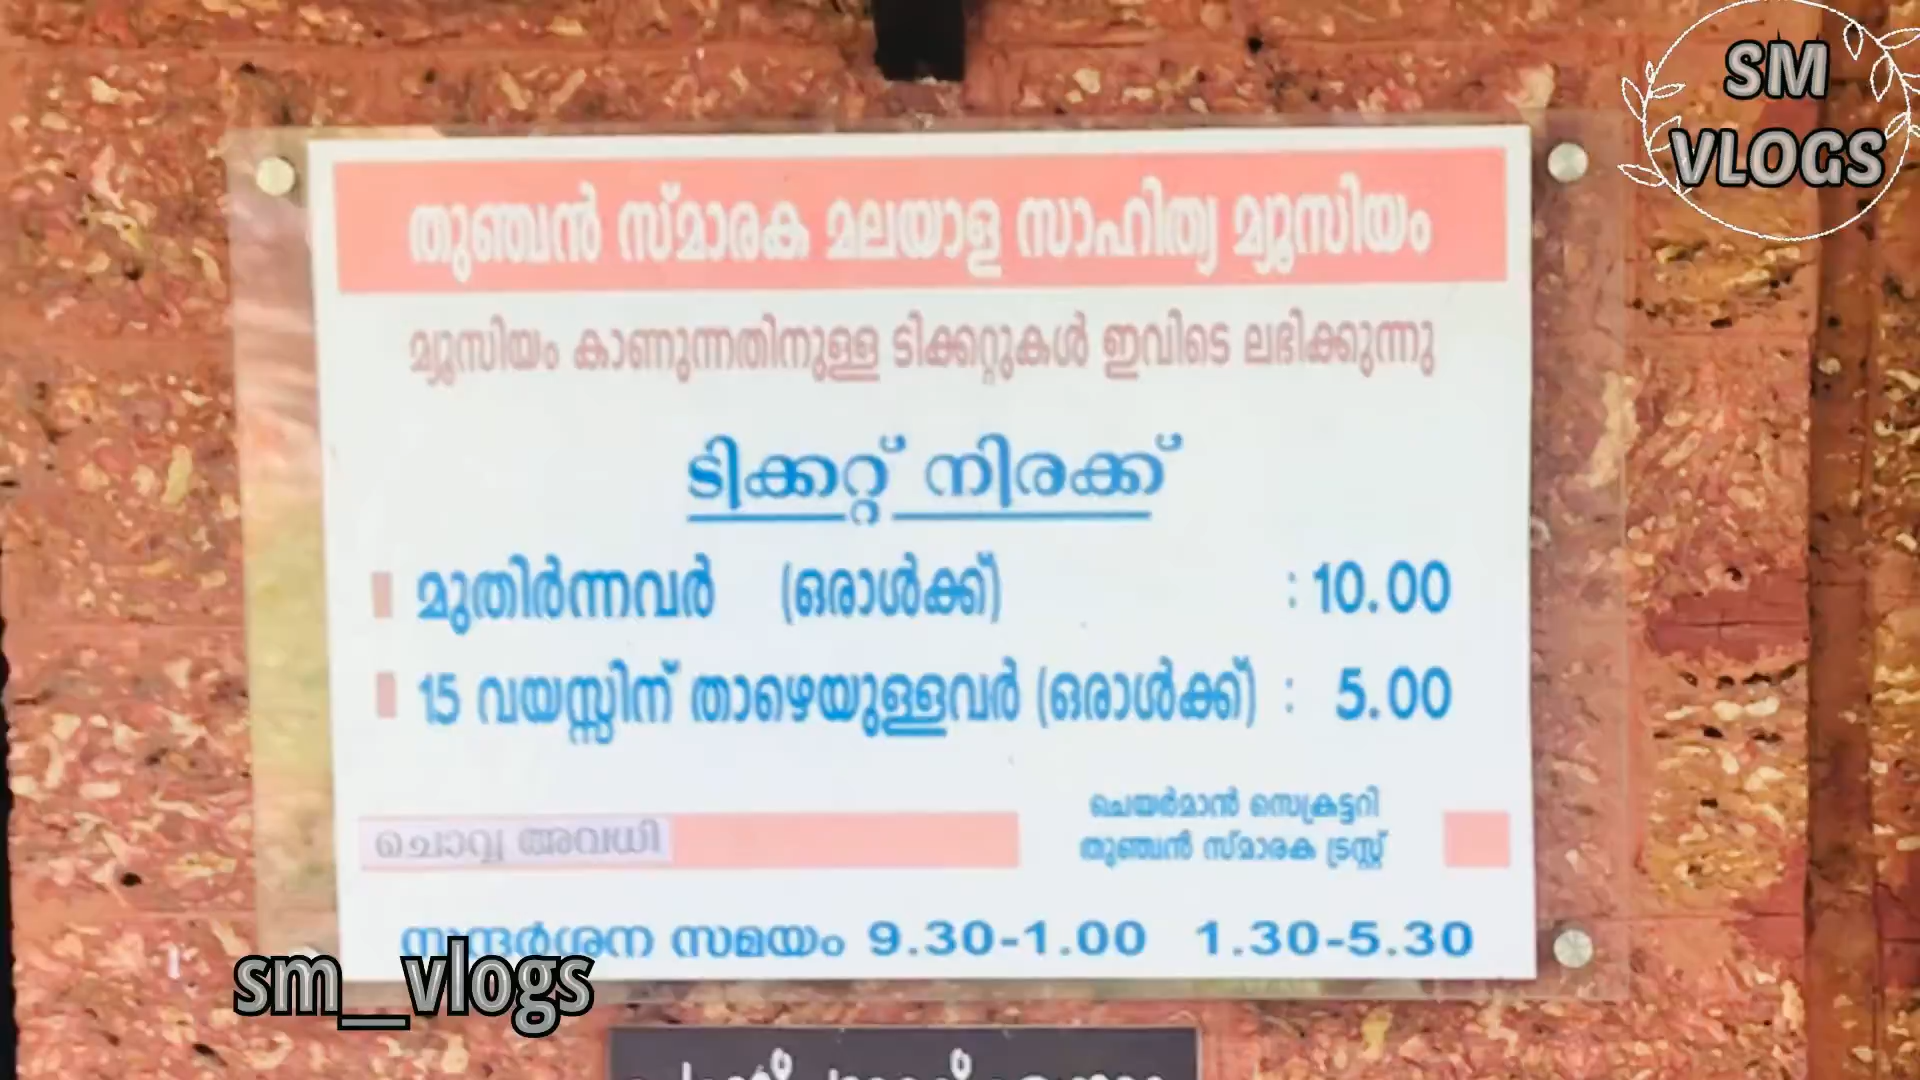 SM
VLOGS
തുഞ്ചൻ സ്മാരക മലയാള സാഹിത്യ മ്യൂസിയം
മ്യൂസിയം കാണുന്നതിനുള്ള ടിക്കറ്റുകൾ ഇവിടെ ലഭിക്കുന്നു
ടിക്കറ്റ് നിരക്ക്
മുതിർന്നവർ (ഒരാൾക്ക്) : 10.00
15 വയസ്സിന് താഴെയുള്ളവർ (ഒരാൾക്ക്) : 5.00
ചൊവ്വ അവധി
ചെയർമാൻ സെക്രട്ടറി
തുഞ്ചൻ സ്മാരക ട്രസ്റ്റ്
സന്ദർശന സമയം 9.30-1.00 1.30-5.30
sm__vlogs